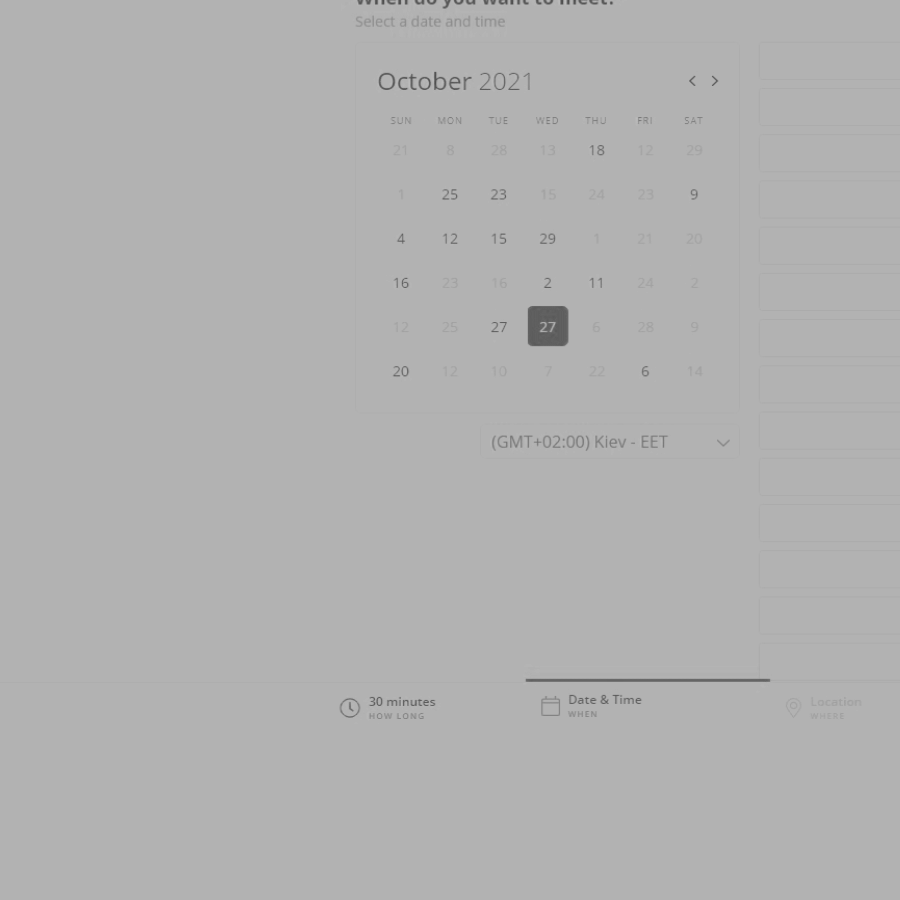 When do you want to meet?
Select a date and time
October 2021
SUN MON TUE WED THU FRI SAT
21 8 28 13 18 12 29
1 25 23 15 24 23 9
4 12 15 29 1 21 20
16 23 16 2 11 24 2
12 25 27 27 6 28 9
20 12 10 7 22 6 14
(GMT+02:00) Kiev - EET
30 minutes
HOW LONG
Date & Time
WHEN
Location
WHERE